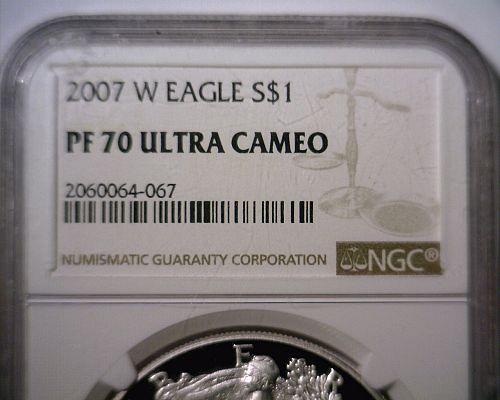 2007 W EAGLE S$1
PF 70 ULTRA CAMEO
2060064-067
NUMISMATIC GUARANTY CORPORATION
NGC®